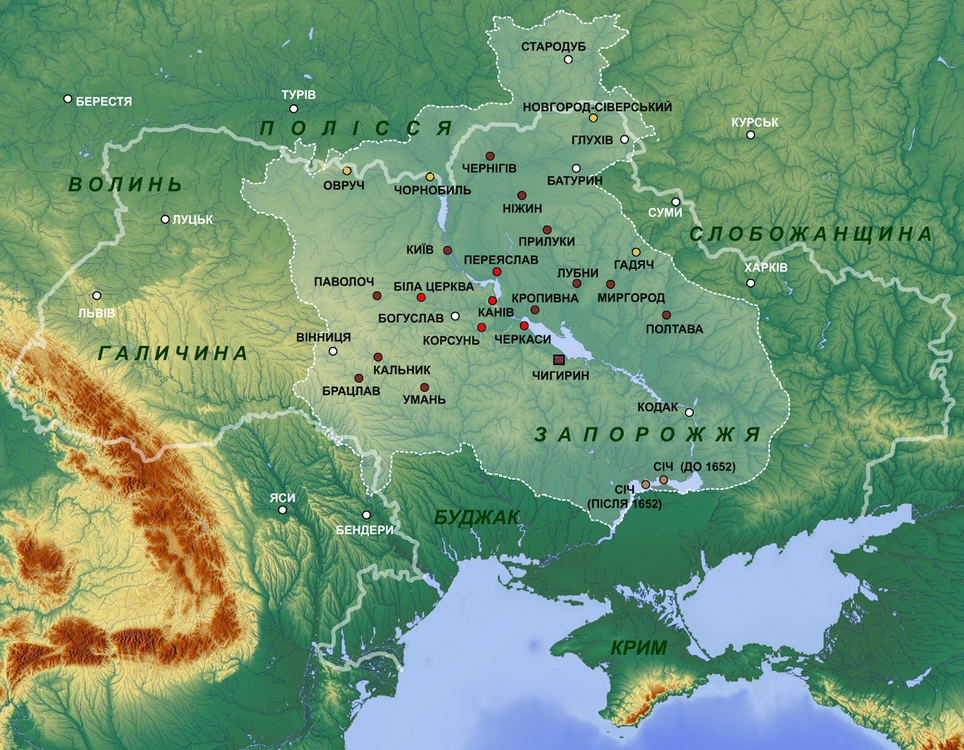 СТАРОДУБ
БЕРЕСТЯ
ТУРІВ
НОВГОРОД-СІВЕРСЬКИЙ
КУРСЬК
ПОЛІССЯ
ГЛУХІВ
ЧЕРНІГІВ
ВОЛИНЬ
ОВРУЧ
ЧОРНОБИЛЬ
БАТУРИН
НІЖИН
СУМИ
ЛУЦЬК
СЛОБОЖАНЩИНА
ПРИЛУКИ
КИЇВ
ПЕРЕЯСЛАВ
ГАДЯЧ
ХАРКІВ
ЛУБНИ
ПАВОЛОЧ
БІЛА ЦЕРКВА
КРОПИВНА
МИРГОРОД
ЛЬВІВ
КАНІВ
БОГУСЛАВ
ПОЛТАВА
ВІННИЦЯ
КОРСУНЬ
ЧЕРКАСИ
ГАЛИЧИНА
КАЛЬНИК
ЧИГИРИН
БРАЦЛАВ
УМАНЬ
КОДАК
ЗАПОРОЖЖЯ
СІЧ (ДО 1652)
СІЧ
(ПІСЛЯ 1652)
ЯСИ
БУДЖАК
БЕНДЕРИ
КРИМ